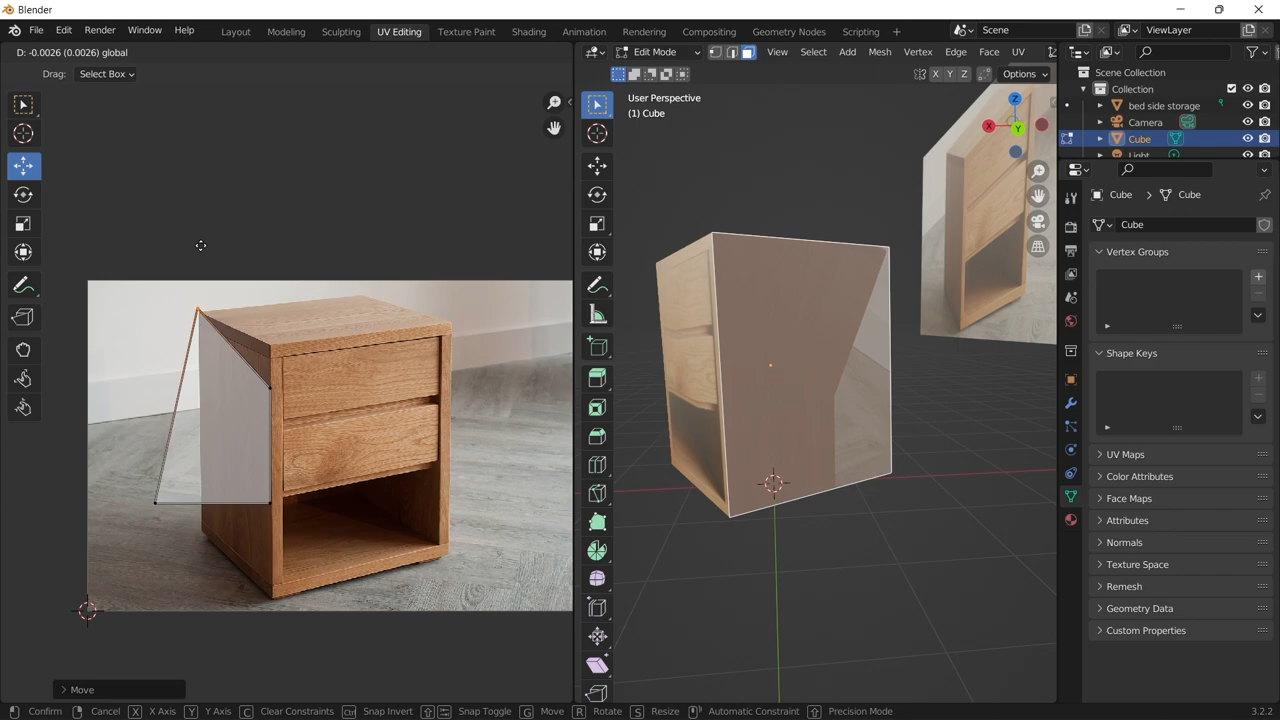 Blender
File Edit Render Window Help
Layout Modeling Sculpting UV Editing Texture Paint Shading Animation Rendering Compositing Geometry Nodes Scripting +
Scene
ViewLayer
D: -0.0026 (0.0026) global
Drag: Select Box
Edit Mode
View Select Add Mesh Vertex Edge Face UV
X Y Z
Options
User Perspective
(1) Cube
Z
X
Y
Scene Collection
Collection
bed side storage
Camera
Cube
Light
Cube
Cube
Cube
Vertex Groups
Shape Keys
UV Maps
Color Attributes
Face Maps
Attributes
Normals
Texture Space
Remesh
Geometry Data
Custom Properties
Move
Confirm Cancel X X Axis Y Y Axis C Clear Constraints Ctrl Snap Invert Snap Toggle G Move R Rotate S Resize Automatic Constraint Precision Mode
3.2.2